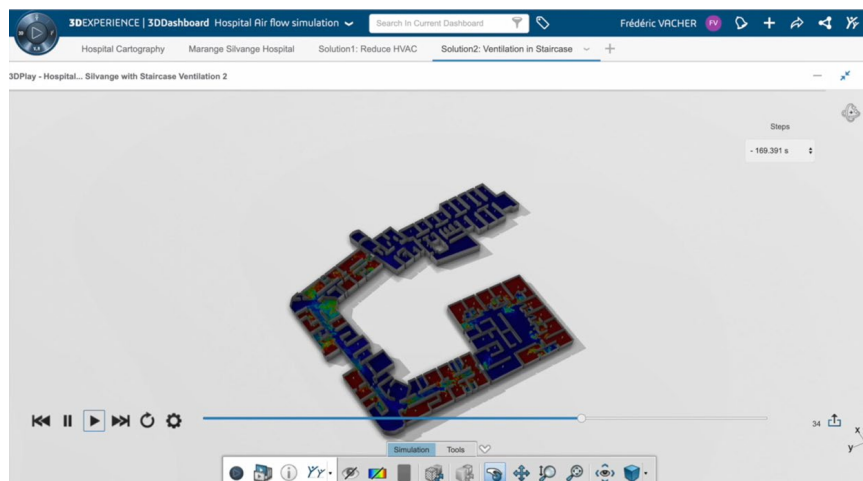 3DEXPERIENCE | 3DDashboard Hospital Air flow simulation
Search In Current Dashboard
Frédéric VACHER FV
Hospital Cartography
Marange Silvange Hospital
Solution1: Reduce HVAC
Solution2: Ventilation in Staircase
3DPlay - Hospital... Silvange with Staircase Ventilation 2
Steps
- 169.391 s
34
x
y
Simulation
Tools